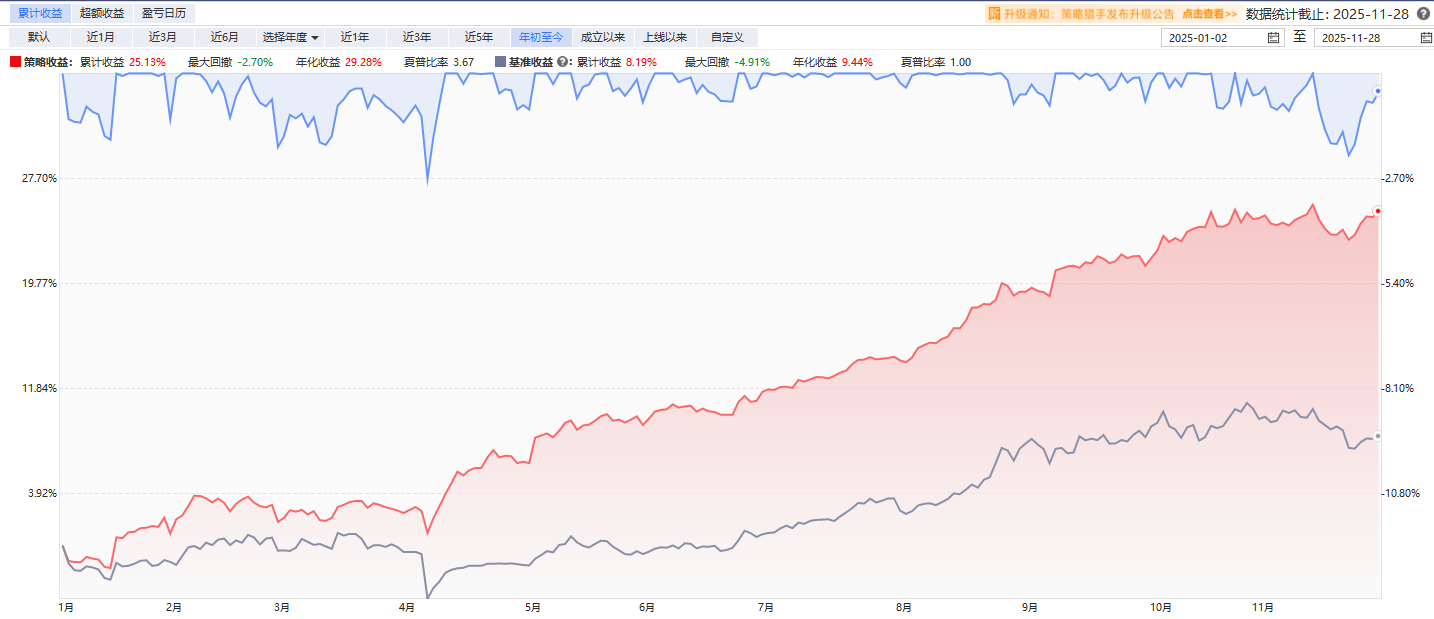 累计收益 超额收益 盈亏日历 新 升级通知：策略猎手发布升级公告 点击查看>> 数据统计截止: 2025-11-28 ?
默认 近1月 近3月 近6月 选择年度 近1年 近3年 近5年 年初至今 成立以来 上线以来 自定义 2025-01-02 至 2025-11-28
策略收益: 累计收益 25.13% 最大回撤 -2.70% 年化收益 29.28% 夏普比率 3.67 基准收益 ?: 累计收益 8.19% 最大回撤 -4.91% 年化收益 9.44% 夏普比率 1.00
27.70% -2.70%
19.77% -5.40%
11.84% -8.10%
3.92% -10.80%
1月 2月 3月 4月 5月 6月 7月 8月 9月 10月 11月